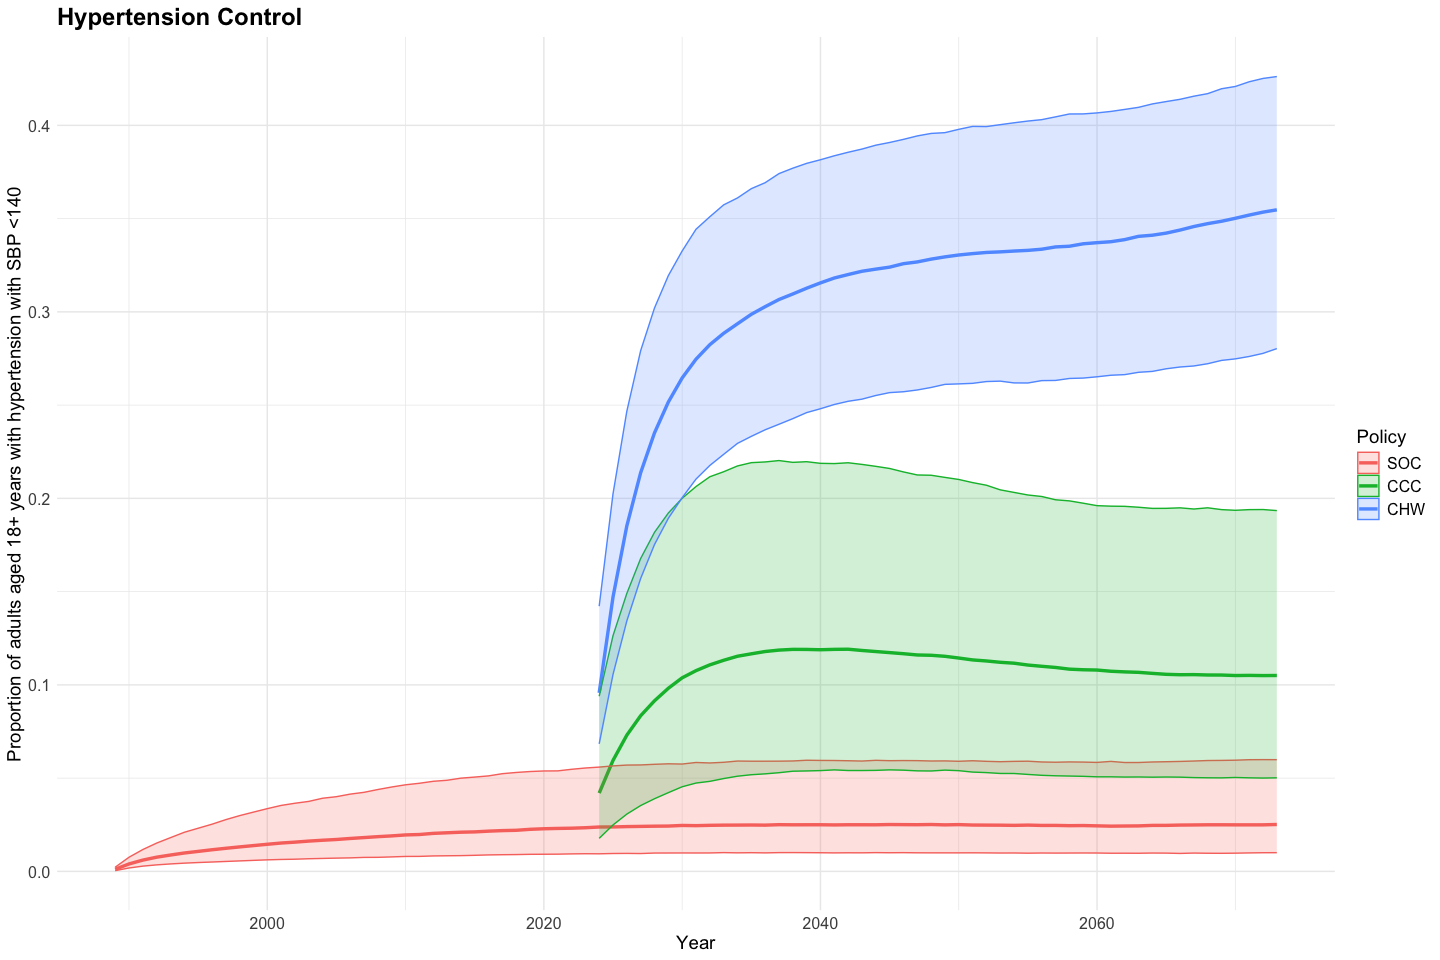 Hypertension Control
Proportion of adults aged 18+ years with hypertension with SBP <140
0.4
0.3
0.2
0.1
0.0
2000
2020
2040
2060
Year
Policy
SOC
CCC
CHW